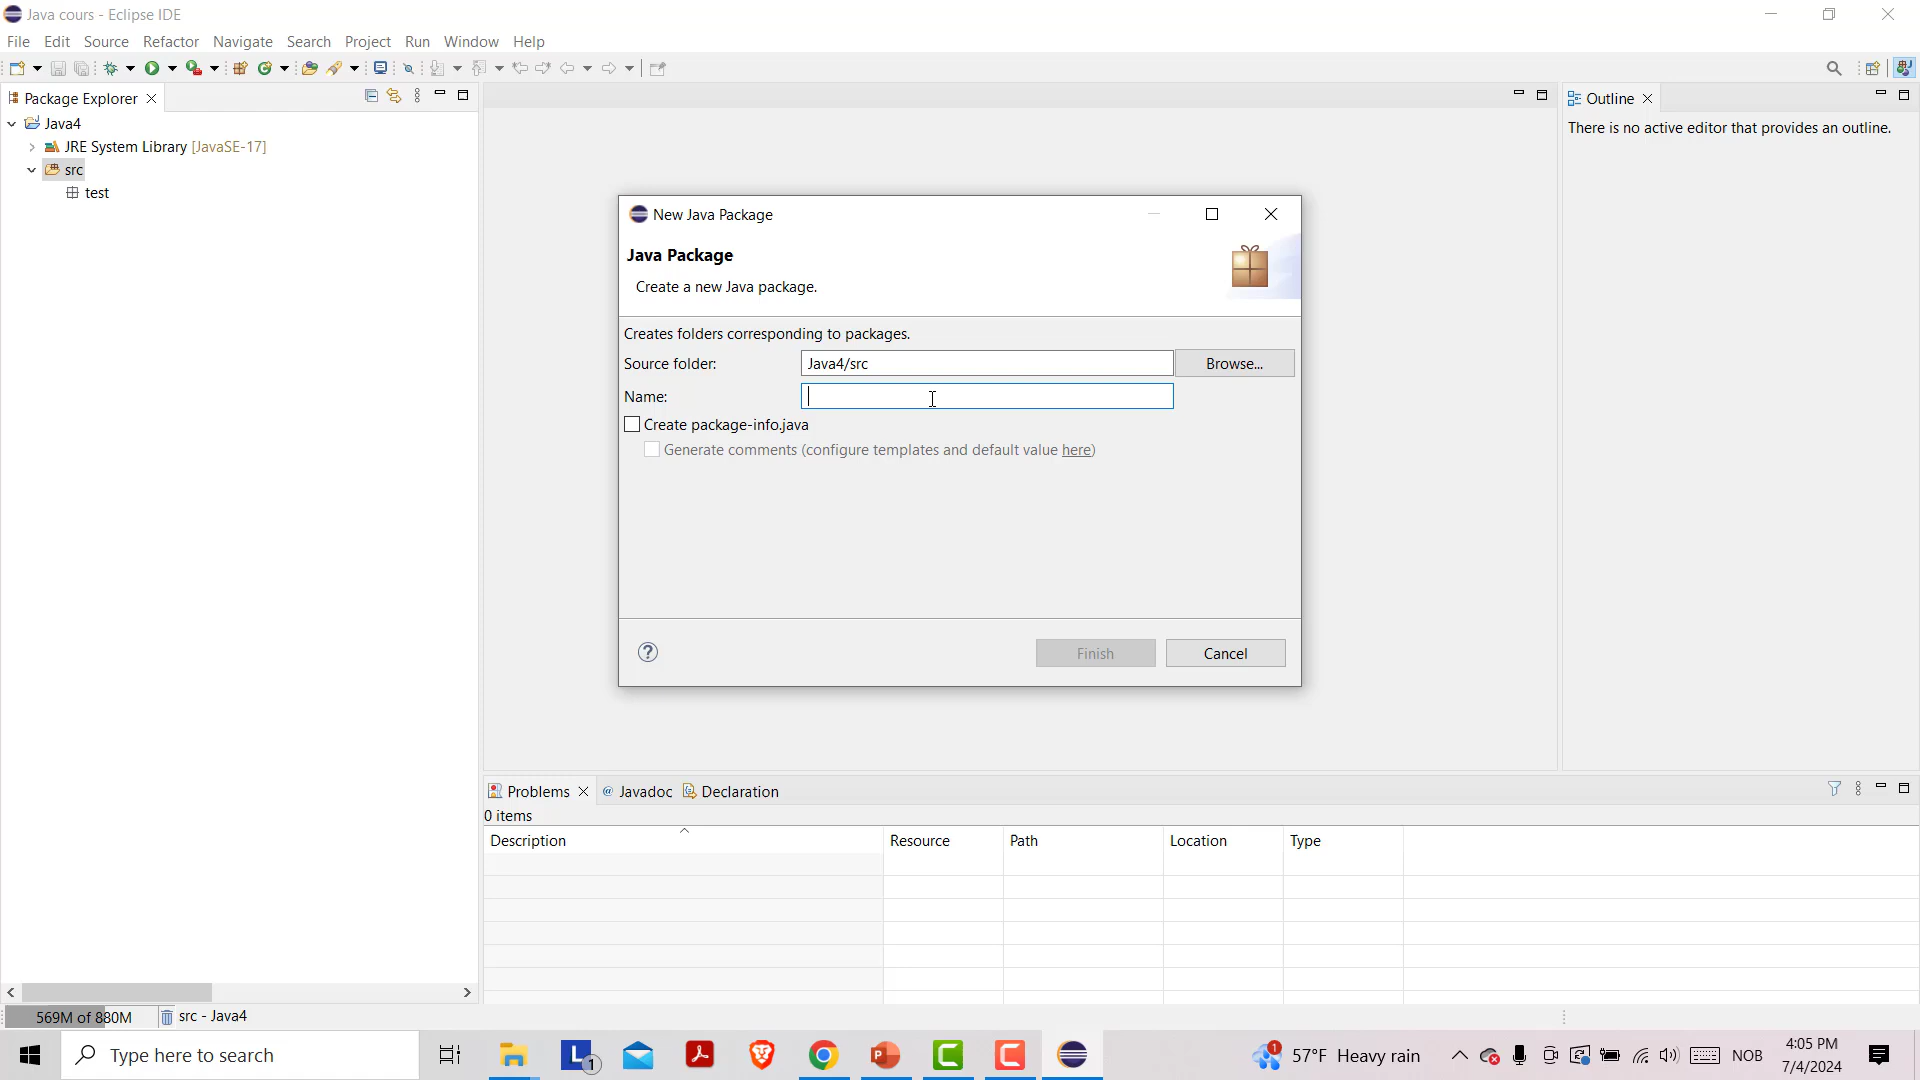 Java cours - Eclipse IDE
File Edit Source Refactor Navigate Search Project Run Window Help
Package Explorer
Outline
Java4
There is no active editor that provides an outline.
JRE System Library [JavaSE-17]
src
test
New Java Package
Java Package
Create a new Java package.
Creates folders corresponding to packages.
Source folder: Java4/src Browse...
Name:
Create package-info.java
Generate comments (configure templates and default value here)
Finish Cancel
Problems @ Javadoc Declaration
0 items
Description Resource Path Location Type
569M of 880M src - Java4
Type here to search
1
1
57°F Heavy rain
NOB
4:05 PM
7/4/2024